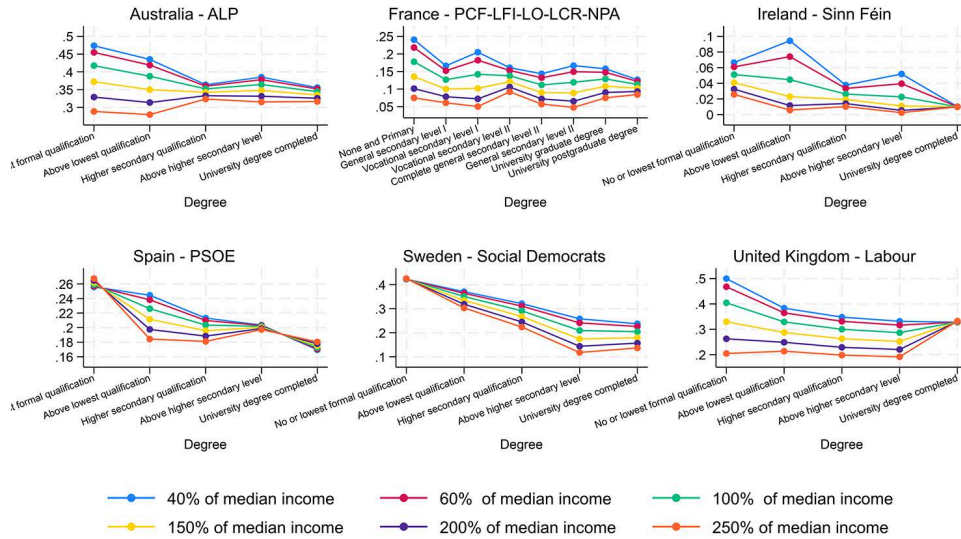 Australia - ALP
.5
.45
.4
.35
.3
t formal qualification
Above lowest qualification
Higher secondary qualification
Above higher secondary level
University degree completed
Degree
France - PCF-LFI-LO-LCR-NPA
.25
.2
.15
.1
.05
None and Primary
General secondary level I
Vocational secondary level I
Vocational secondary level II
Complete general secondary level II
General secondary level II
University graduate degree
University postgraduate degree
Degree
Ireland - Sinn Féin
.1
.08
.06
.04
.02
0
No or lowest formal qualification
Above lowest qualification
Higher secondary qualification
Above higher secondary level
University degree completed
Degree
Spain - PSOE
.26
.24
.22
.2
.18
.16
t formal qualification
Above lowest qualification
Higher secondary qualification
Above higher secondary level
University degree completed
Degree
Sweden - Social Democrats
.4
.3
.2
.1
No or lowest formal qualification
Above lowest qualification
Higher secondary qualification
Above higher secondary level
University degree completed
Degree
United Kingdom - Labour
.5
.4
.3
.2
No or lowest formal qualification
Above lowest qualification
Higher secondary qualification
Above higher secondary level
University degree completed
Degree
40% of median income
60% of median income
100% of median income
150% of median income
200% of median income
250% of median income